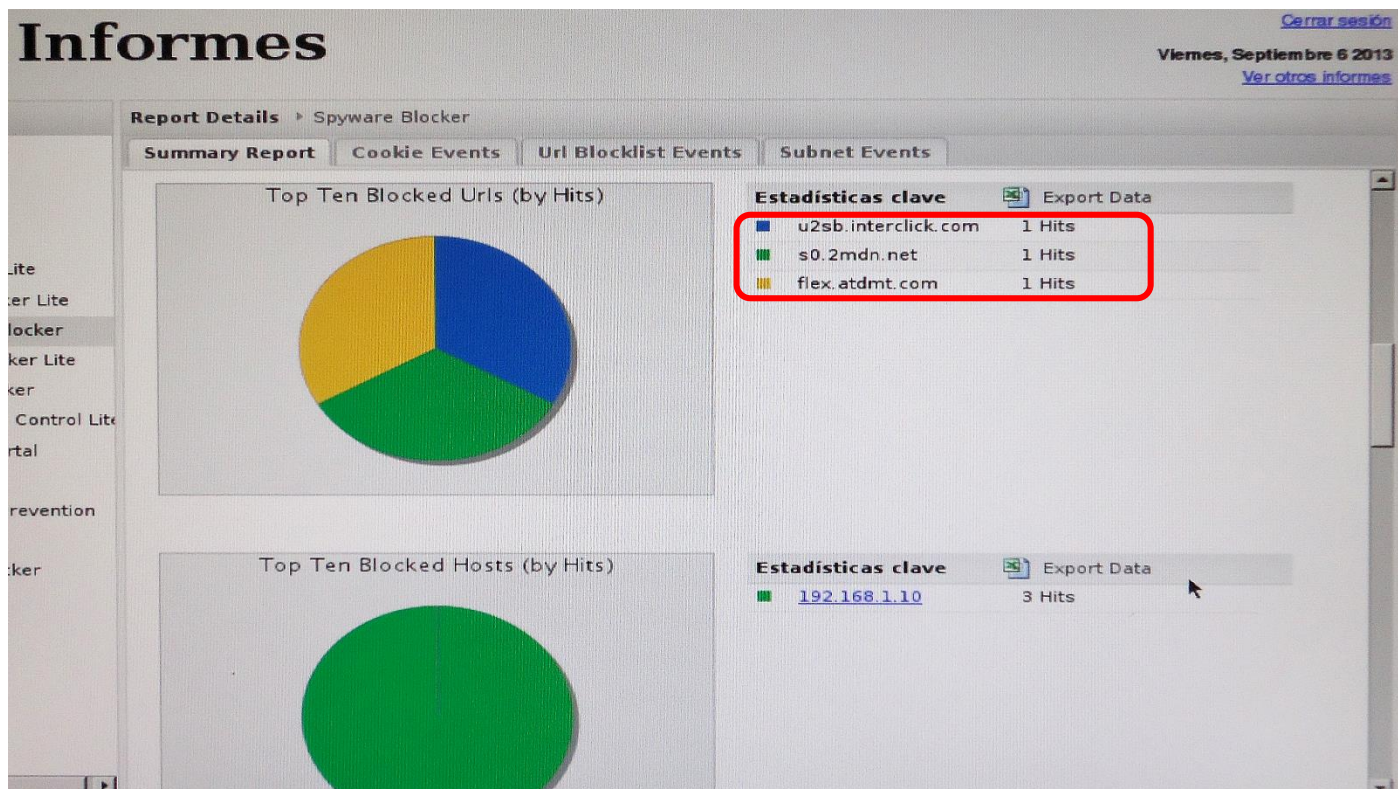 Informes
Cerrar sesión
Viernes, Septiembre 6 2013
Ver otros informes
Report Details Spyware Blocker
Summary Report Cookie Events Url Blocklist Events Subnet Events
Top Ten Blocked Urls (by Hits)
Estadísticas clave Export Data
u2sb.interclick.com 1 Hits
s0.2mdn.net 1 Hits
flex.atdmt.com 1 Hits
Lite
er Lite
locker
ker Lite
ker
Control Lite
rtal
revention
ker
Top Ten Blocked Hosts (by Hits)
Estadísticas clave Export Data
192.168.1.10 3 Hits